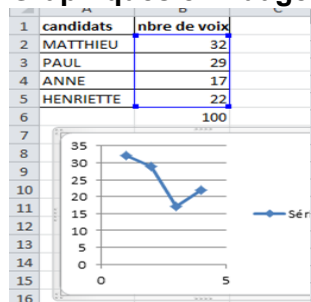 A B C
1 candidats nbre de voix
2 MATTHIEU 32
3 PAUL 29
4 ANNE 17
5 HENRIETTE 22
6 100
7
8 35
9 30
25
10 20
11 15 Sér
12 10
13 5
14 0
15 0 5
16